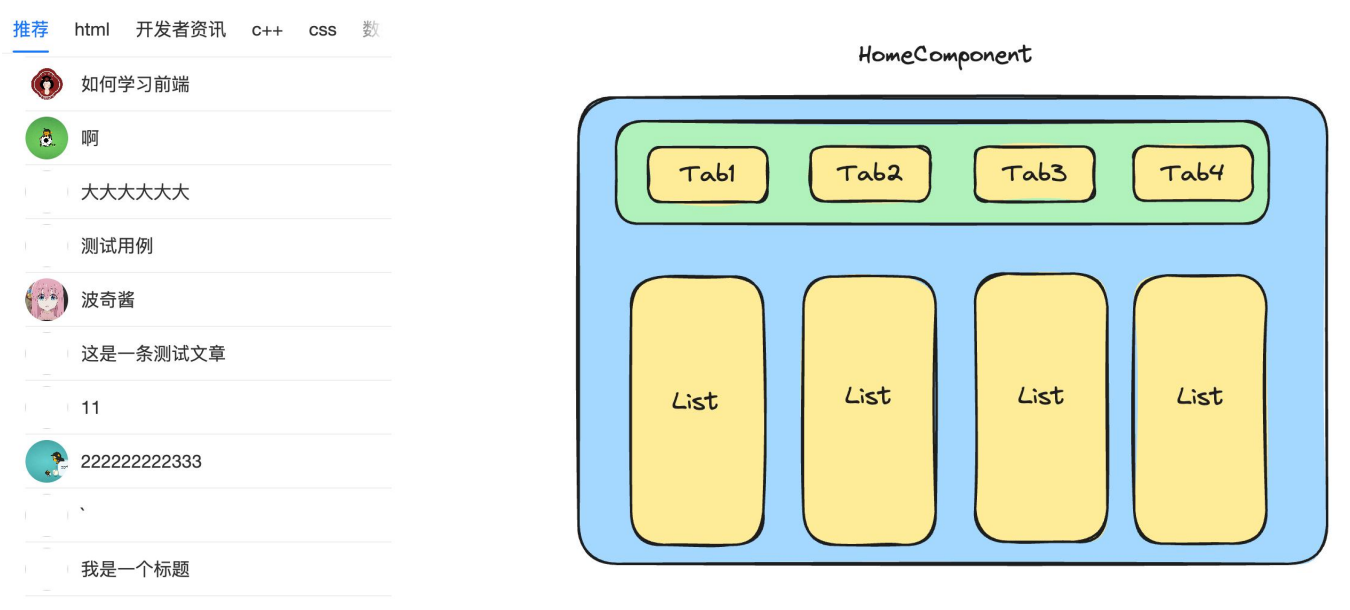 推荐 html 开发者资讯 c++ css 数
如何学习前端
啊
大大大大大大
测试用例
波奇酱
这是一条测试文章
11
222222222333
`
我是一个标题
HomeComponent
Tab1 Tab2 Tab3 Tab4
List List List List